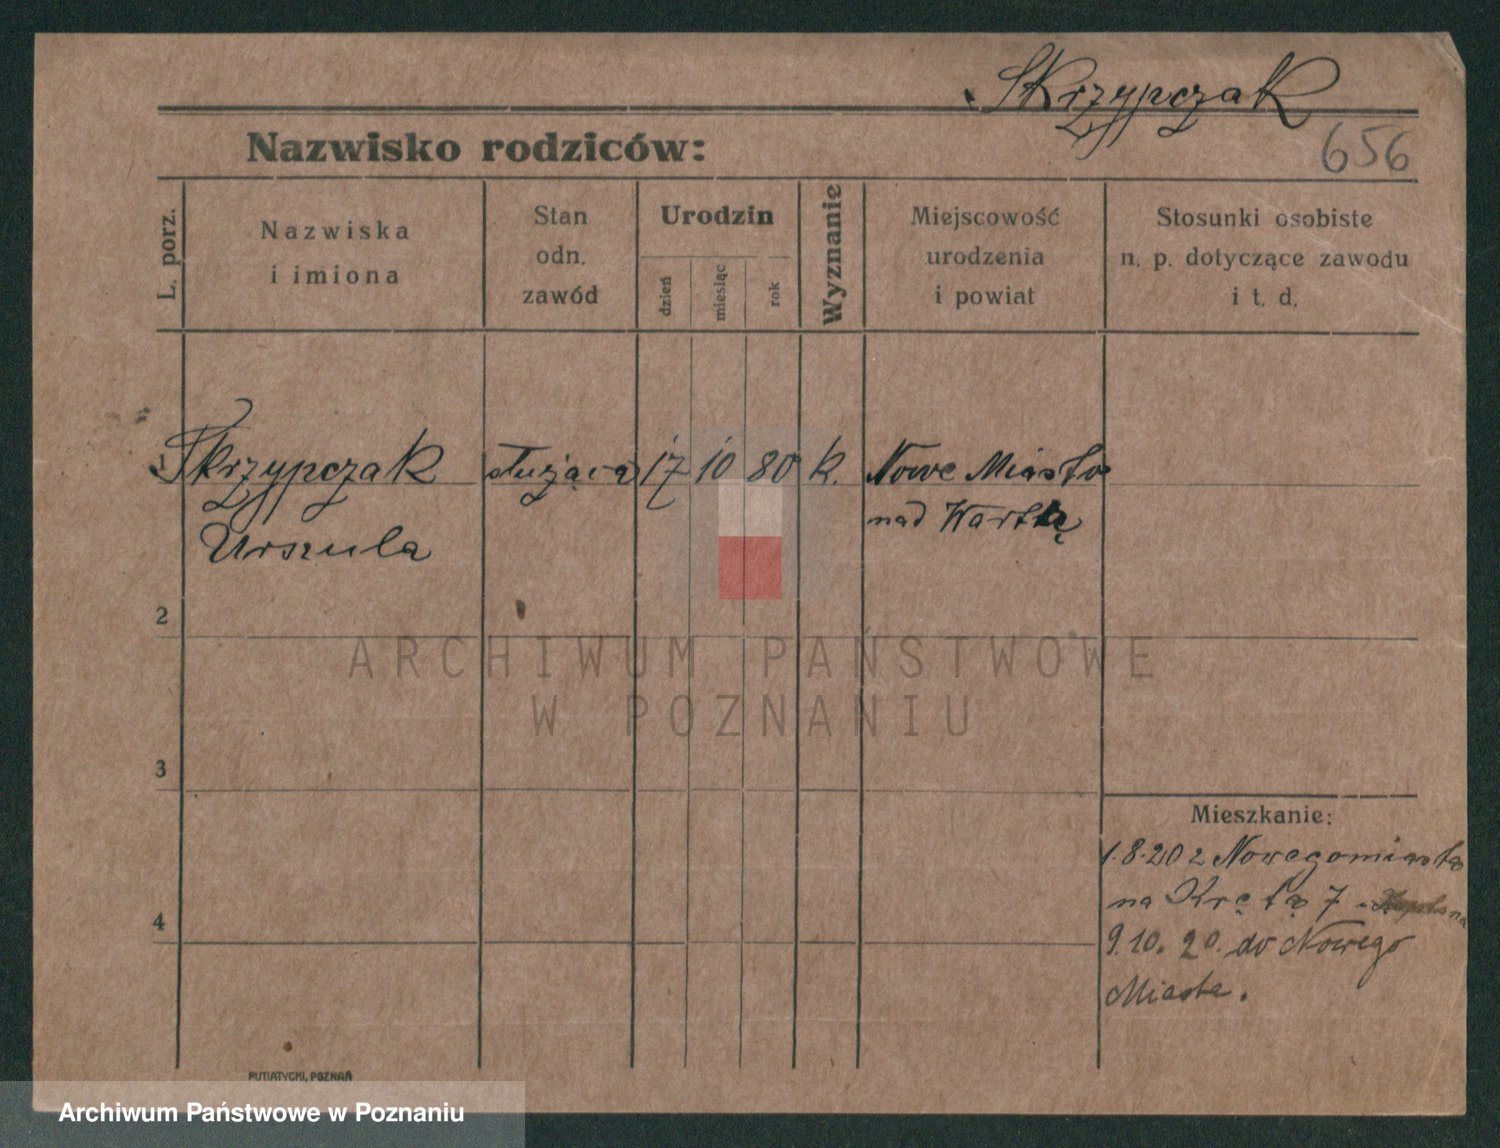 Skrzypczak
656
Nazwisko rodziców:
L. porz.
Nazwiska
i imiona
Stan
odn.
zawód
Urodzin
dzień
miesiąc
rok
Wyznanie
Miejscowość
urodzenia
i powiat
Stosunki osobiste
n. p. dotyczące zawodu
i t. d.
1 Skrzypczak służąca 17 10 80 k. Nowe Miasto
nad Wartą
Urszula
2
3
4
Mieszkanie:
1.8.20 z Nowegomiasta
na Krętą 7
9.10.20. do Nowego
Miasta.
PUTIATYCKI, POZNAŃ
ARCHIWUM PAŃSTWOWE
W POZNANIU
Archiwum Państwowe w Poznaniu